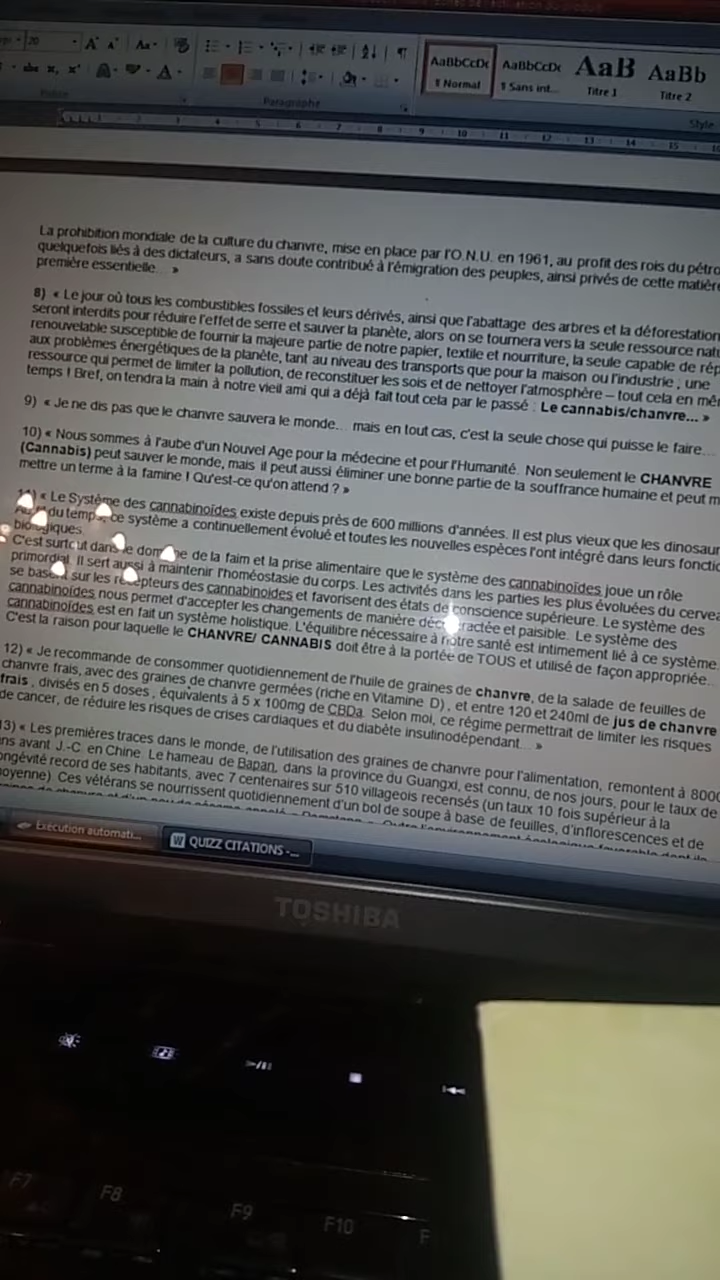 20
AaBbCcDc
AaBbCcDc
AaB
AaBb
¶ Normal
¶ Sans int...
Titre 1
Titre 2
Police
Paragraphe
Style
1 2 3 4 5 6 7 8 9 10 11 12 13 14 15
La prohibition mondiale de la culture du chanvre, mise en place par l'O.N.U. en 1961, au profit des rois du pétro
quelquefois liés à des dictateurs, a sans doute contribué à l'émigration des peuples, ainsi privés de cette matière
première essentielle... »
8) « Le jour où tous les combustibles fossiles et leurs dérivés, ainsi que l'abattage des arbres et la déforestation
seront interdits pour réduire l'effet de serre et sauver la planète, alors on se tournera vers la seule ressource natu
renouvelable susceptible de fournir la majeure partie de notre papier, textile et nourriture, la seule capable de rép
aux problèmes énergétiques de la planète, tant au niveau des transports que pour la maison ou l'industrie ; une
ressource qui permet de limiter la pollution, de reconstituer les sols et de nettoyer l'atmosphère – tout cela en mê
temps ! Bref, on tendra la main à notre vieil ami qui a déjà fait tout cela par le passé : Le cannabis/chanvre... »
9) « Je ne dis pas que le chanvre sauvera le monde... mais en tout cas, c'est la seule chose qui puisse le faire...
10) « Nous sommes à l'aube d'un Nouvel Age pour la médecine et pour l'Humanité. Non seulement le CHANVRE
(Cannabis) peut sauver le monde, mais il peut aussi éliminer une bonne partie de la souffrance humaine et peut m
mettre un terme à la famine ! Qu'est-ce qu'on attend ? »
« Le Système des cannabinoïdes existe depuis près de 600 millions d'années. Il est plus vieux que les dinosaur
du temps, ce système a continuellement évolué et toutes les nouvelles espèces l'ont intégré dans leurs fonctio
biologiques.
C'est surtout dans le domaine de la faim et la prise alimentaire que le système des cannabinoïdes joue un rôle
primordial. Il sert aussi à maintenir l'homéostasie du corps. Les activités dans les parties les plus évoluées du cervea
se basent sur les récepteurs des cannabinoïdes et favorisent des états de conscience supérieure. Le système des
cannabinoïdes nous permet d'accepter les changements de manière décontractée et paisible. Le système des
cannabinoïdes est en fait un système holistique. L'équilibre nécessaire à notre santé est intimement lié à ce système.
C'est la raison pour laquelle le CHANVRE/ CANNABIS doit être à la portée de TOUS et utilisé de façon appropriée...
12) « Je recommande de consommer quotidiennement de l'huile de graines de chanvre, de la salade de feuilles de
chanvre frais, avec des graines de chanvre germées (riche en Vitamine D), et entre 120 et 240ml de jus de chanvre
frais , divisés en 5 doses , équivalents à 5 x 100mg de CBDa. Selon moi, ce régime permettrait de limiter les risques
de cancer, de réduire les risques de crises cardiaques et du diabète insulinodépendant... »
13) « Les premières traces dans le monde, de l'utilisation des graines de chanvre pour l'alimentation, remontent à 8000
ans avant J.-C. en Chine. Le hameau de Bapan, dans la province du Guangxi, est connu, de nos jours, pour le taux de
longévité record de ses habitants, avec 7 centenaires sur 510 villageois recensés (un taux 10 fois supérieur à la
moyenne). Ces vétérans se nourrissent quotidiennement d'un bol de soupe à base de feuilles, d'inflorescences et de
Exécution automati...
QUIZZ CITATIONS -...
TOSHIBA
F7
F8
F9
F10
F